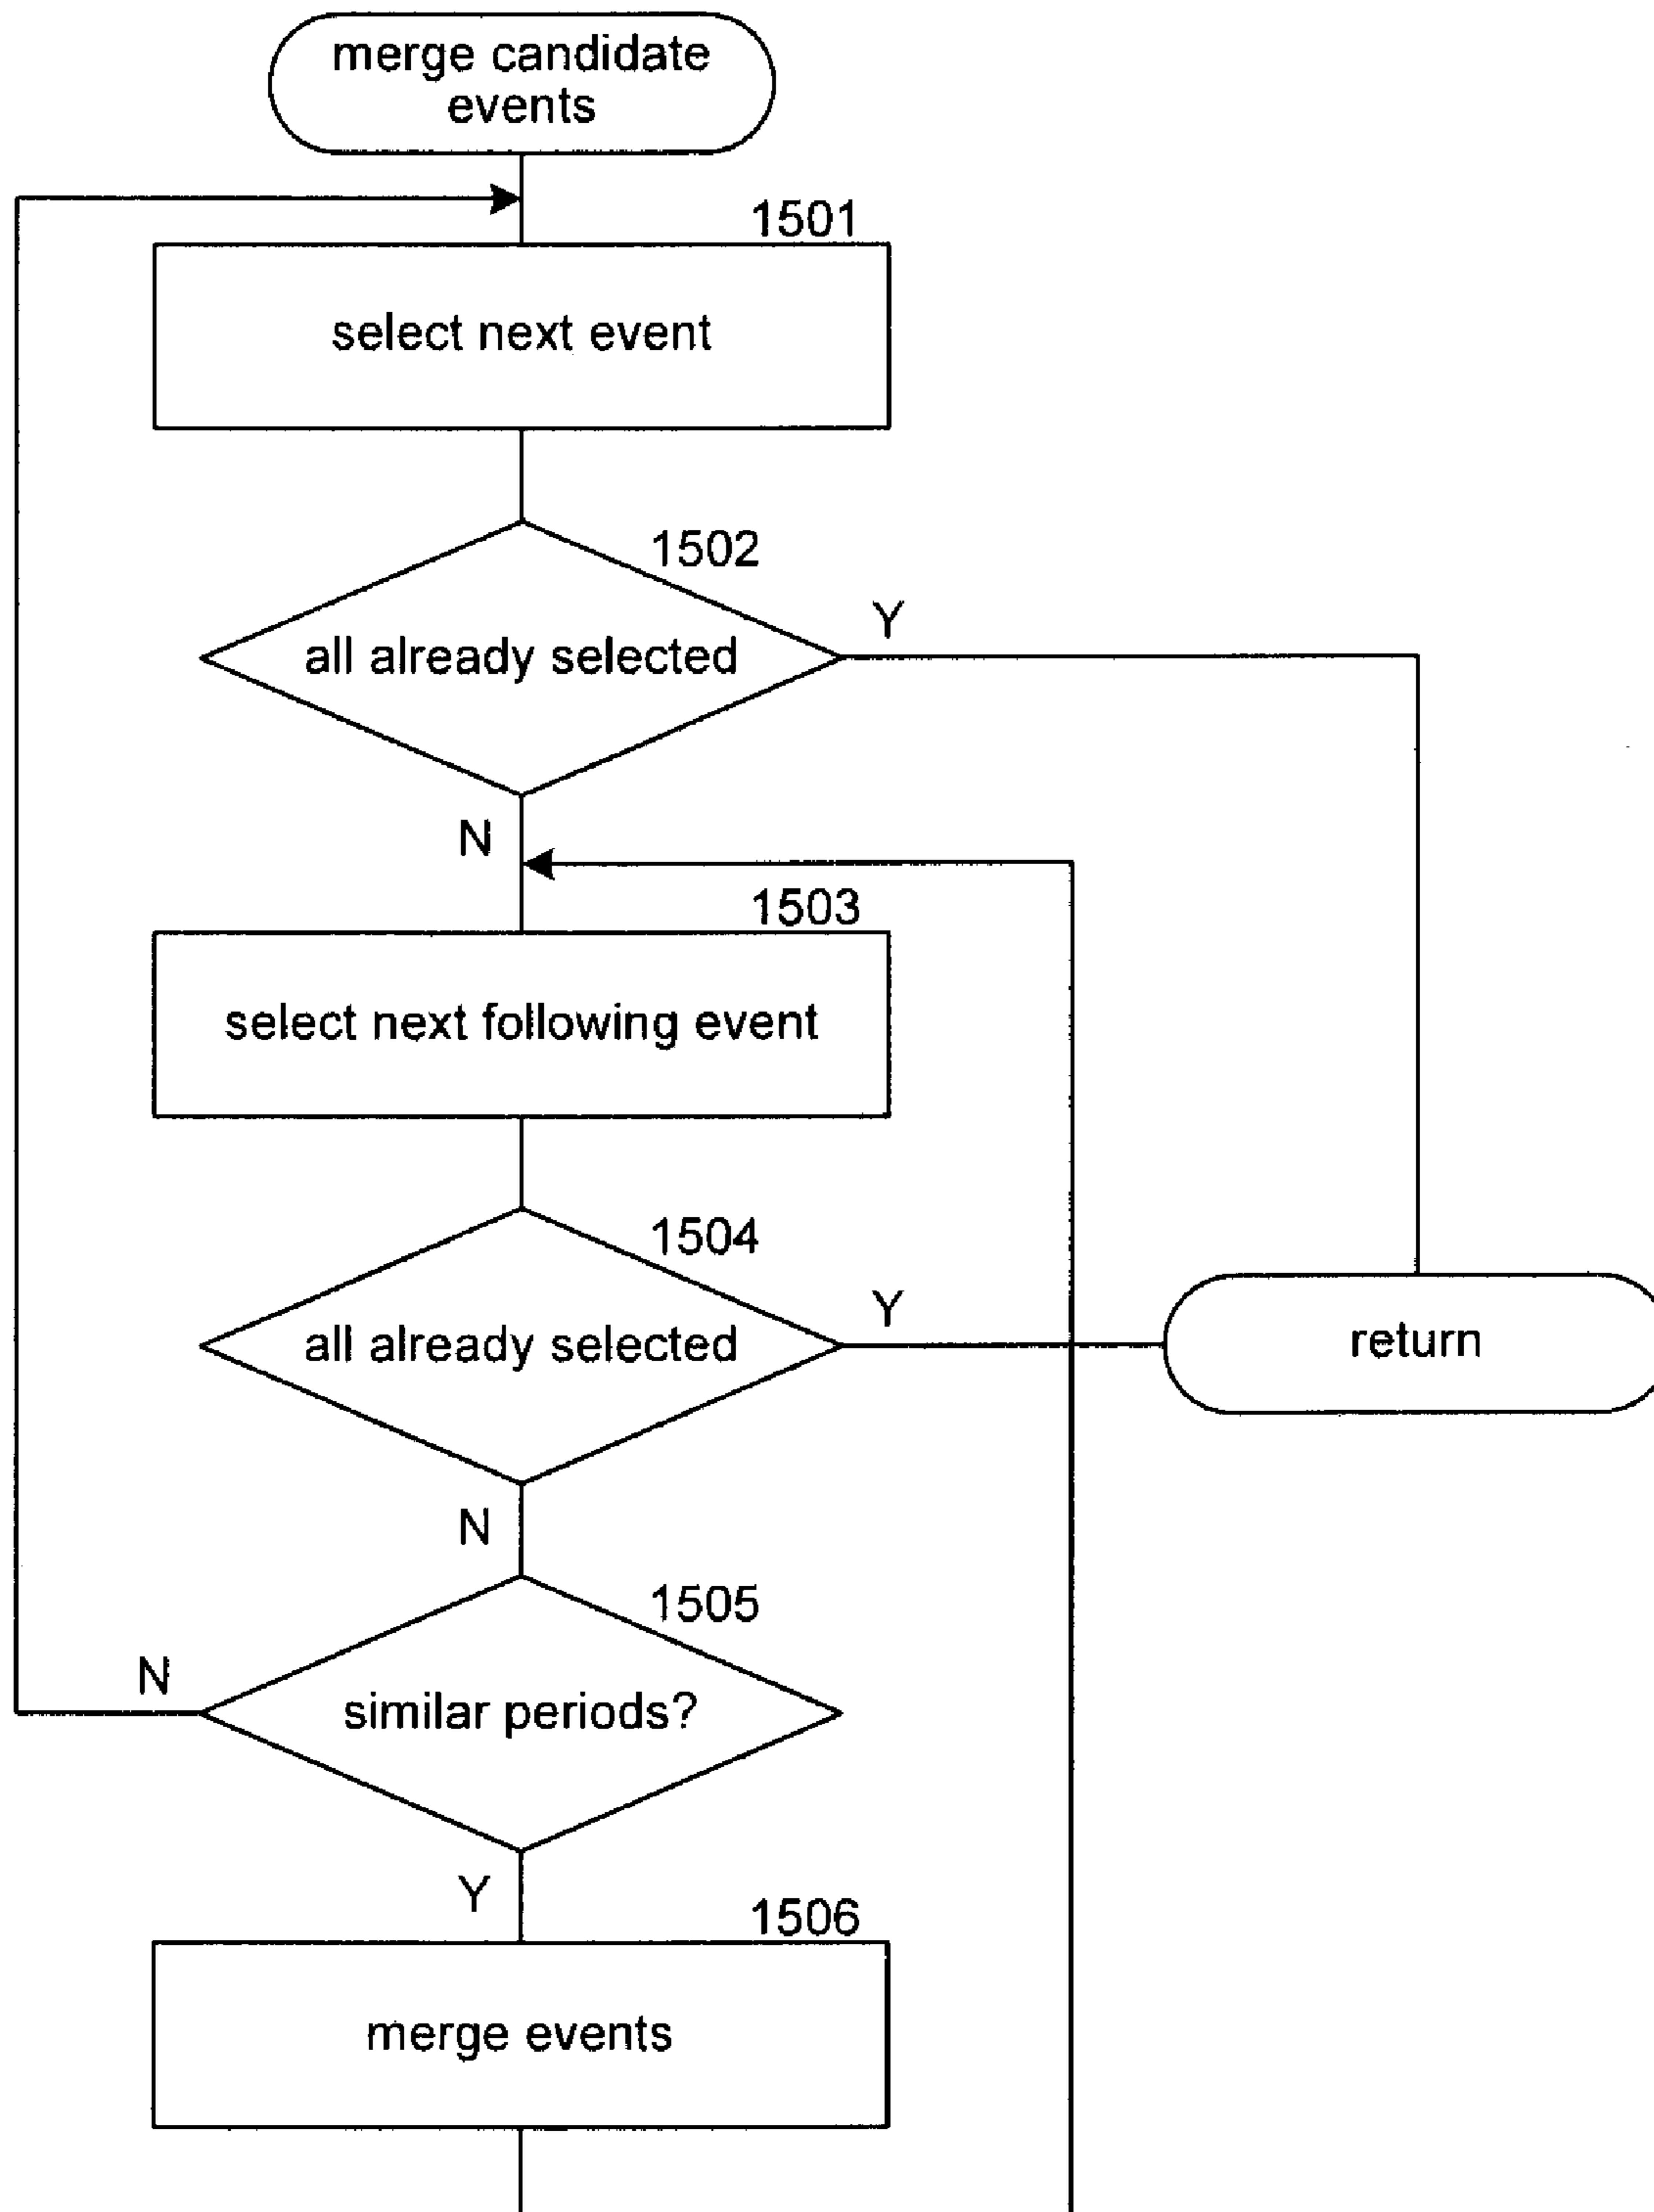 merge candidate
events
1501
select next event
1502
all already selected
Y
N
1503
select next following event
1504
all already selected
Y
return
N
1505
similar periods?
N
Y
1506
merge events